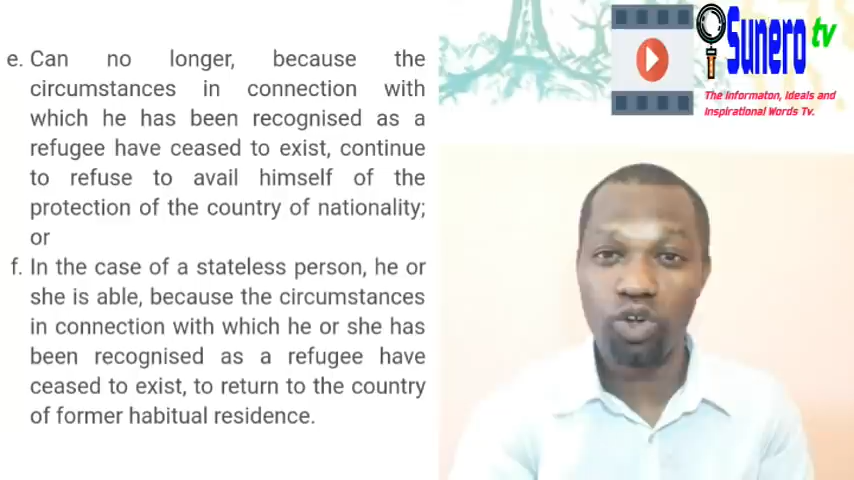 e. Can no longer, because the
circumstances in connection with
which he has been recognised as a
refugee have ceased to exist, continue
to refuse to avail himself of the
protection of the country of nationality;
or
f. In the case of a stateless person, he or
she is able, because the circumstances
in connection with which he or she has
been recognised as a refugee have
ceased to exist, to return to the country
of former habitual residence.
Sunero tv
The Informaton, Ideals and
Inspirational Words Tv.